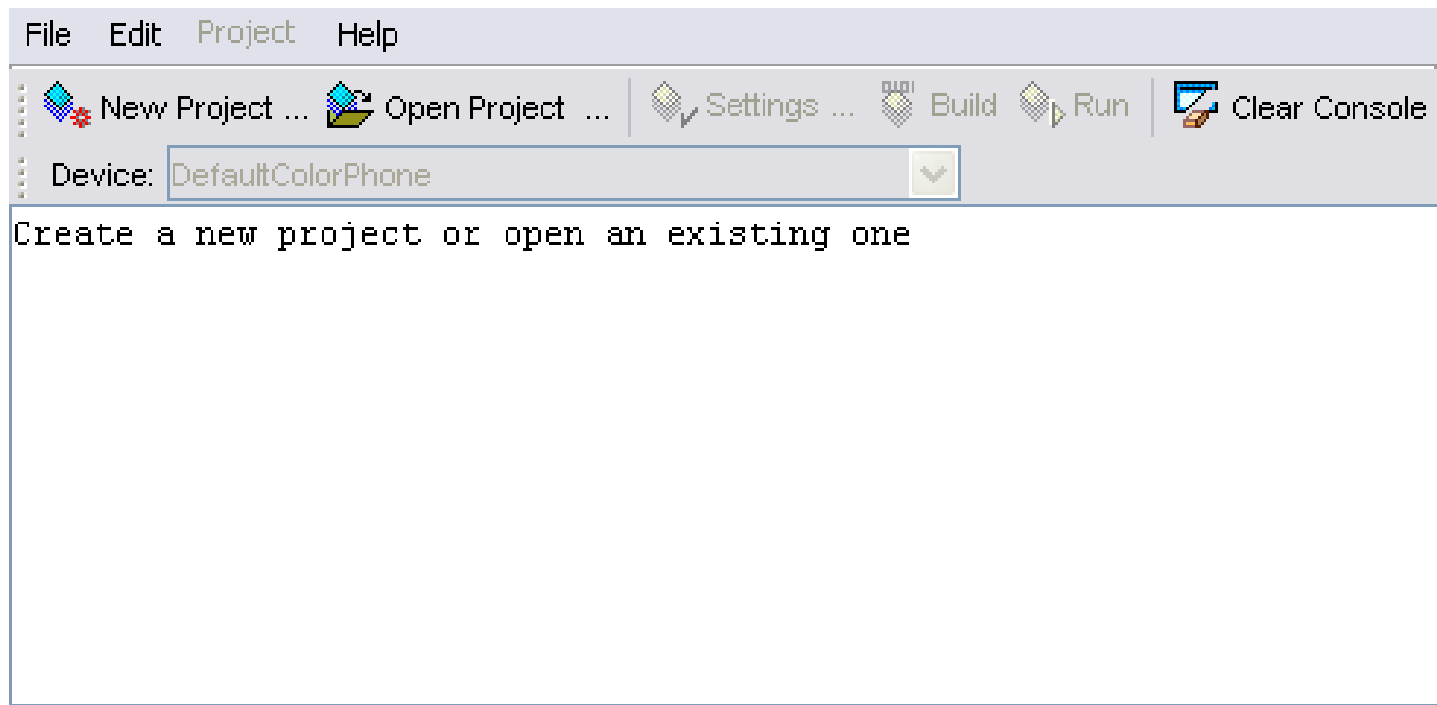 File Edit Project Help
New Project ... Open Project ... Settings ... Build Run Clear Console
Device: DefaultColorPhone
Create a new project or open an existing one